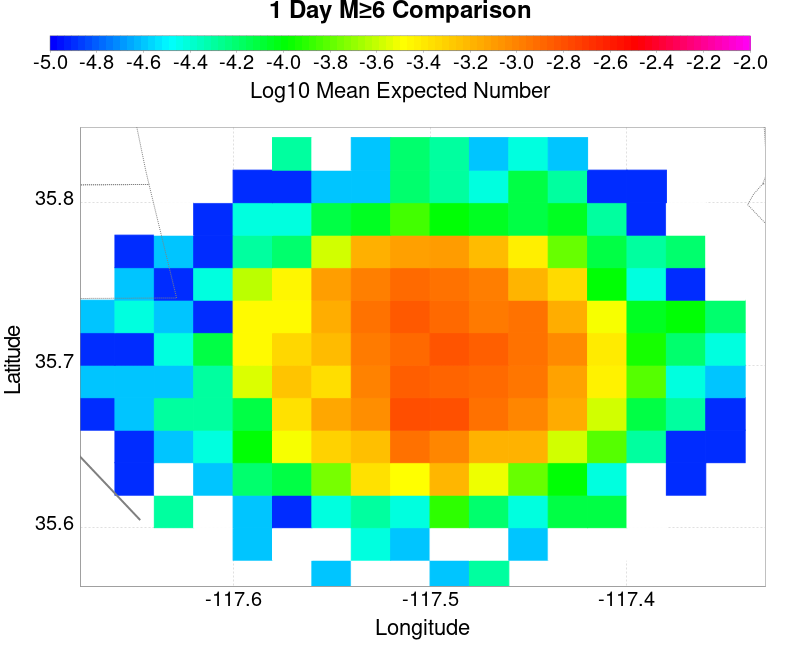 1 Day M≥6 Comparison
-5.0 -4.8 -4.6 -4.4 -4.2 -4.0 -3.8 -3.6 -3.4 -3.2 -3.0 -2.8 -2.6 -2.4 -2.2 -2.0
Log10 Mean Expected Number
35.8
35.7
35.6
Latitude
-117.6 -117.5 -117.4
Longitude